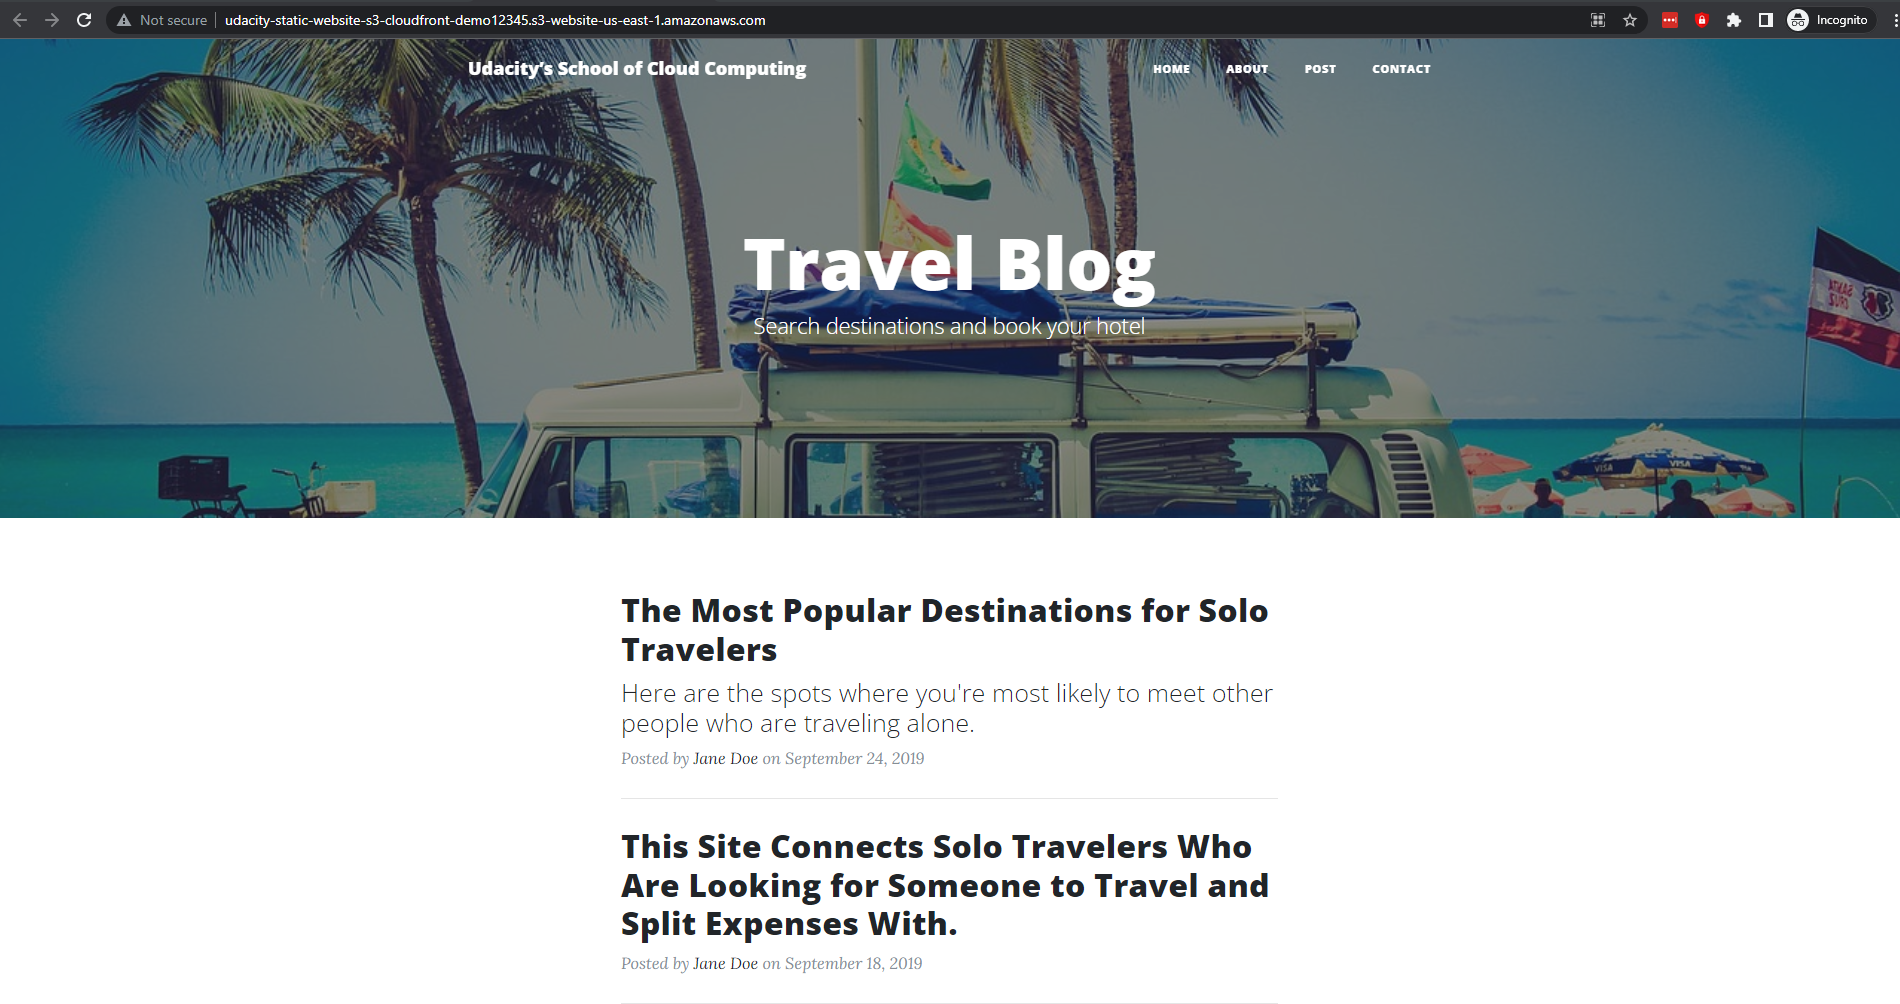 Not secure
udacity-static-website-s3-cloudfront-demo12345.s3-website-us-east-1.amazonaws.com
Incognito
Udacity’s School of Cloud Computing
HOME
ABOUT
POST
CONTACT
SANTA
CRUZ
Travel Blog
Search destinations and book your hotel
VISA
VISA
The Most Popular Destinations for Solo
Travelers
Here are the spots where you're most likely to meet other
people who are traveling alone.
Posted by Jane Doe on September 24, 2019
This Site Connects Solo Travelers Who
Are Looking for Someone to Travel and
Split Expenses With.
Posted by Jane Doe on September 18, 2019